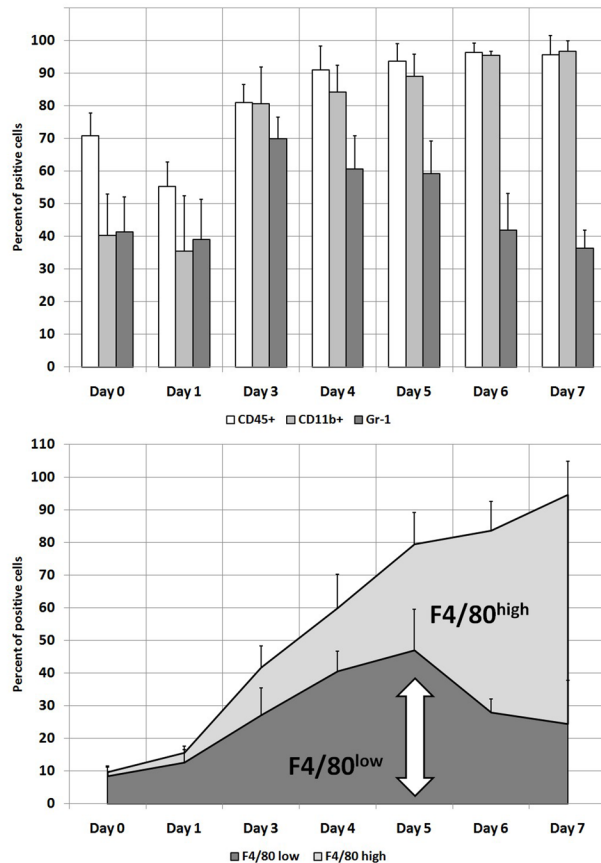 Percent of psitive cells
100
90
80
70
60
50
40
30
20
10
0
Day 0 Day 1 Day 3 Day 4 Day 5 Day 6 Day 7
CD45+ CD11b+ Gr-1
Percent of positive cells
110
100
90
80
70
60
50
40
30
20
10
0
F4/80high
F4/80low
Day 0 Day 1 Day 3 Day 4 Day 5 Day 6 Day 7
F4/80 low F4/80 high